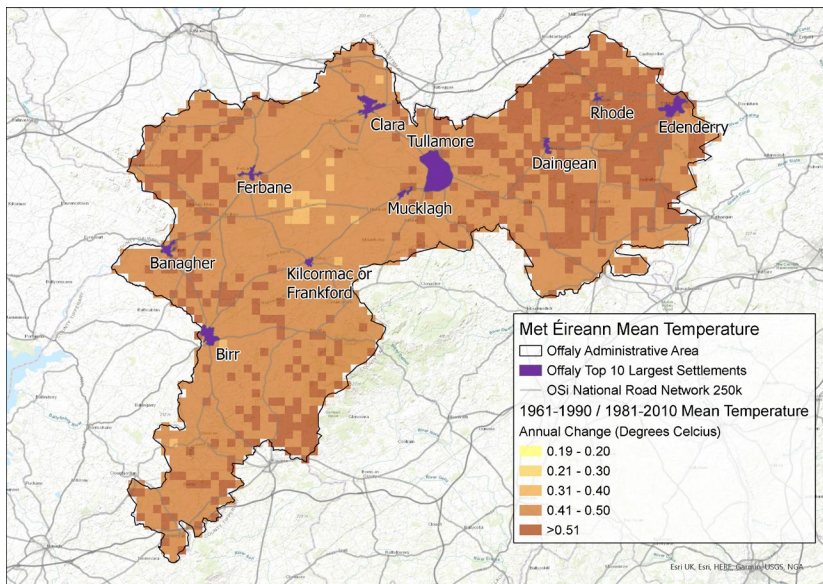 Clara
Tullamore
Rhode
Edenderry
Daingean
Ferbane
Mucklagh
Banagher
Kilcormac or
Frankford
Birr
Met Éireann Mean Temperature
Offaly Administrative Area
Offaly Top 10 Largest Settlements
OSi National Road Network 250k
1961-1990 / 1981-2010 Mean Temperature
Annual Change (Degrees Celcius)
0.19 - 0.20
0.21 - 0.30
0.31 - 0.40
0.41 - 0.50
>0.51
Esri UK, Esri, HERE, Garmin, USGS, NGA